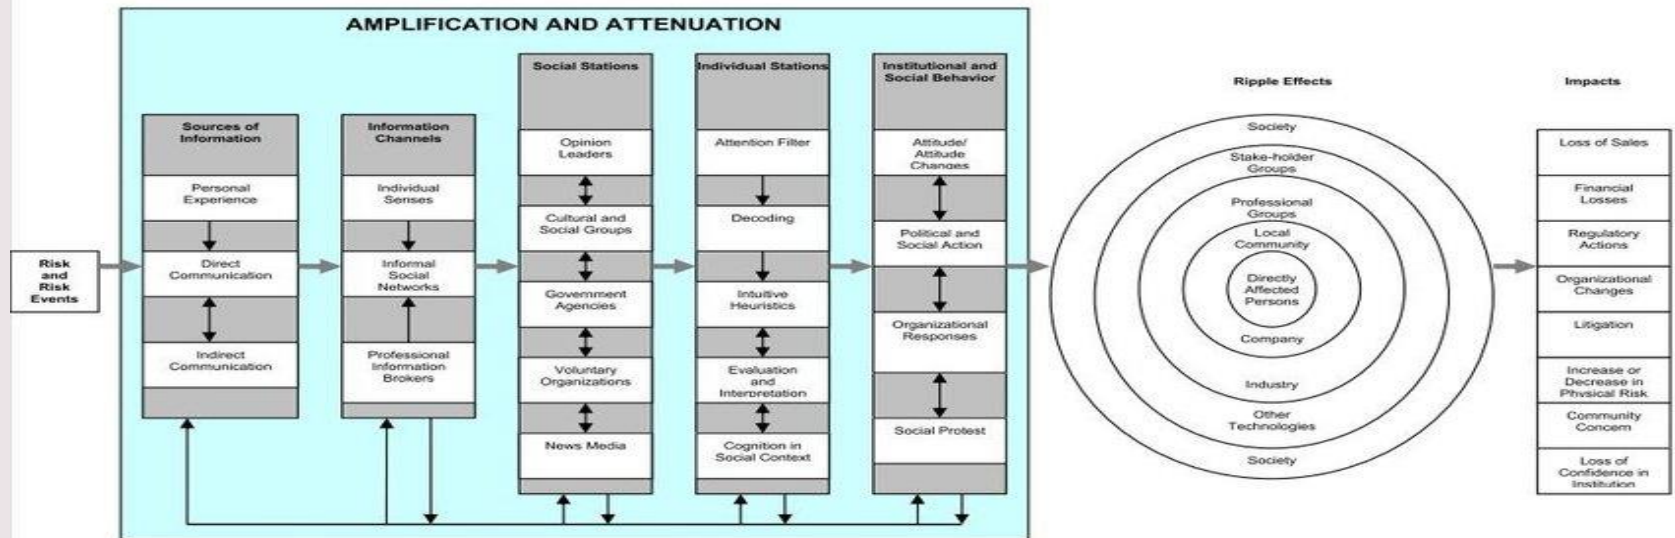 AMPLIFICATION AND ATTENUATION
Risk
and
Risk
Events
Sources of
Information
Personal
Experience
Direct
Communication
Indirect
Communication
Information
Channels
Individual
Senses
Informal
Social
Networks
Professional
Information
Brokers
Social Stations
Opinion
Leaders
Cultural and
Social Groups
Government
Agencies
Voluntary
Organizations
News Media
Individual Stations
Attention Filter
Decoding
Intuitive
Heuristics
Evaluation
and
Interpretation
Cognition in
Social Context
Institutional and
Social Behavior
Attitude/
Attitude
Changes
Political and
Social Action
Organizational
Responses
Social Protest
Ripple Effects
Society
Stake-holder
Groups
Professional
Groups
Local
Community
Directly
Affected
Persons
Company
Industry
Other
Technologies
Society
Impacts
Loss of Sales
Financial
Losses
Regulatory
Actions
Organizational
Changes
Litigation
Increase or
Decrease in
Physical Risk
Community
Concern
Loss of
Confidence in
Institution